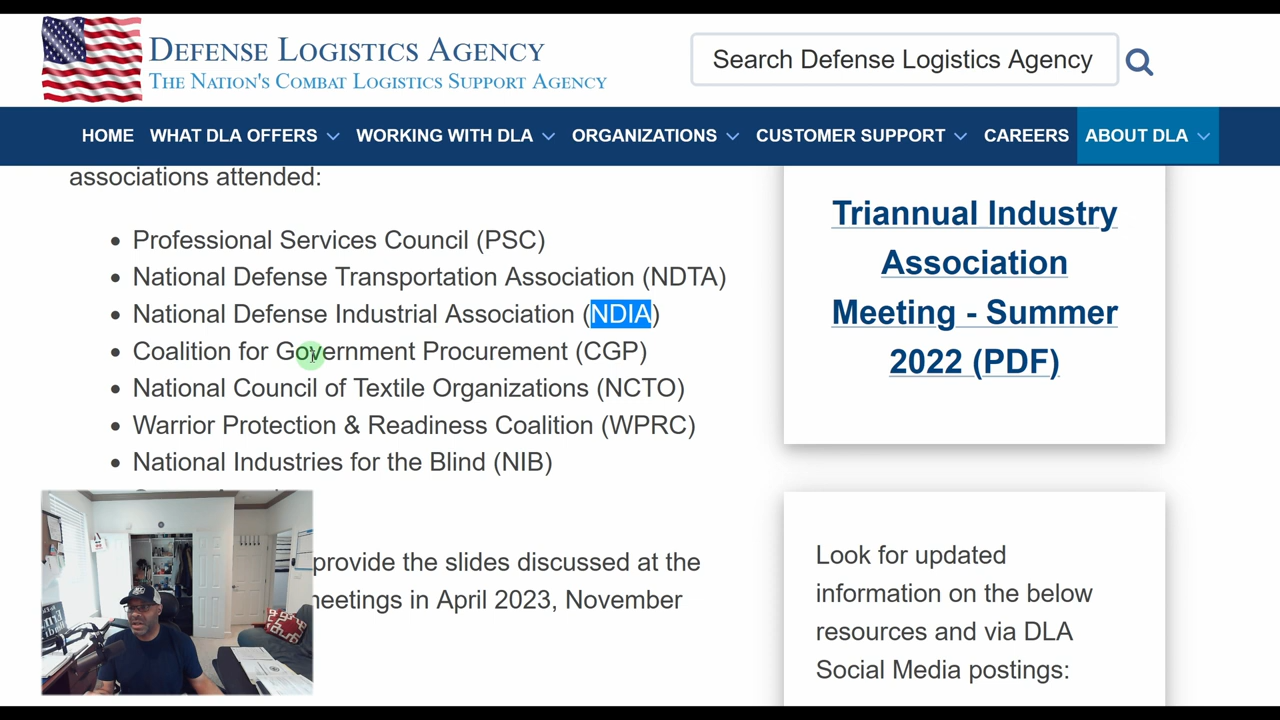 DEFENSE LOGISTICS AGENCY
THE NATION'S COMBAT LOGISTICS SUPPORT AGENCY
Search Defense Logistics Agency
HOME WHAT DLA OFFERS WORKING WITH DLA ORGANIZATIONS CUSTOMER SUPPORT CAREERS ABOUT DLA
associations attended:
• Professional Services Council (PSC)
• National Defense Transportation Association (NDTA)
• National Defense Industrial Association (NDIA)
• Coalition for Government Procurement (CGP)
• National Council of Textile Organizations (NCTO)
• Warrior Protection & Readiness Coalition (WPRC)
• National Industries for the Blind (NIB)
provide the slides discussed at the
meetings in April 2023, November
Triannual Industry
Association
Meeting - Summer
2022 (PDF)
Look for updated
information on the below
resources and via DLA
Social Media postings: